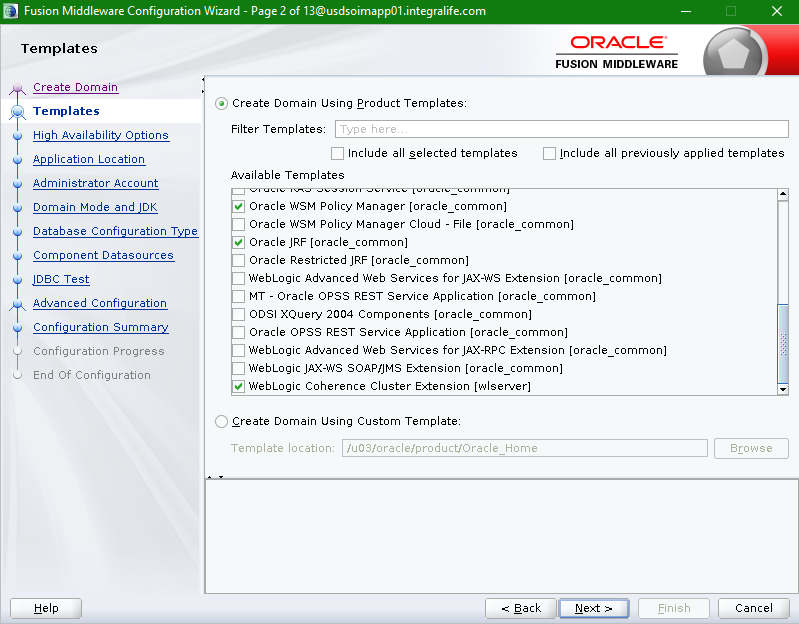 Fusion Middleware Configuration Wizard - Page 2 of 13@usdsoimapp01.integralife.com
Templates
ORACLE
FUSION MIDDLEWARE
Create Domain
Templates
High Availability Options
Application Location
Administrator Account
Domain Mode and JDK
Database Configuration Type
Component Datasources
JDBC Test
Advanced Configuration
Configuration Summary
Configuration Progress
End Of Configuration
Create Domain Using Product Templates:
Filter Templates: Type here...
Include all selected templates Include all previously applied templates
Available Templates
Oracle RAS Session Service [oracle_common]
Oracle WSM Policy Manager [oracle_common]
Oracle WSM Policy Manager Cloud - File [oracle_common]
Oracle JRF [oracle_common]
Oracle Restricted JRF [oracle_common]
WebLogic Advanced Web Services for JAX-WS Extension [oracle_common]
MT - Oracle OPSS REST Service Application [oracle_common]
ODSI XQuery 2004 Components [oracle_common]
Oracle OPSS REST Service Application [oracle_common]
WebLogic Advanced Web Services for JAX-RPC Extension [oracle_common]
WebLogic JAX-WS SOAP/JMS Extension [oracle_common]
WebLogic Coherence Cluster Extension [wlserver]
Create Domain Using Custom Template:
Template location: /u03/oracle/product/Oracle_Home Browse
Help < Back Next > Finish Cancel